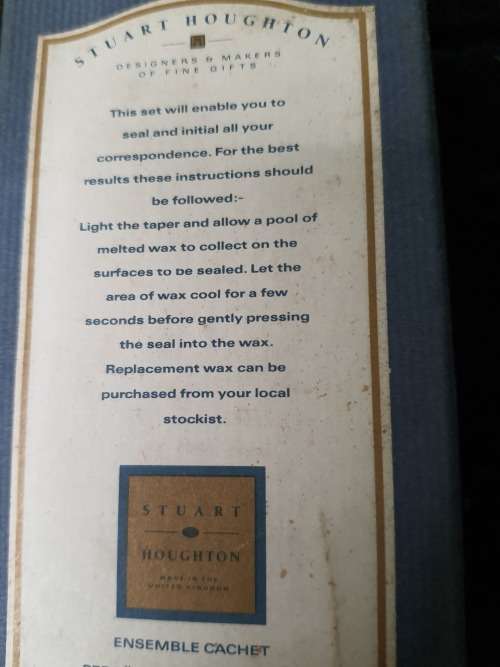 STUART HOUGHTON
DESIGNERS & MAKERS
OF FINE GIFTS
This set will enable you to
seal and initial all your
correspondence. For the best
results these instructions should
be followed:-
Light the taper and allow a pool of
melted wax to collect on the
surfaces to be sealed. Let the
area of wax cool for a few
seconds before gently pressing
the seal into the wax.
Replacement wax can be
purchased from your local
stockist.
STUART
HOUGHTON
MADE IN THE
UNITED KINGDOM
ENSEMBLE CACHET